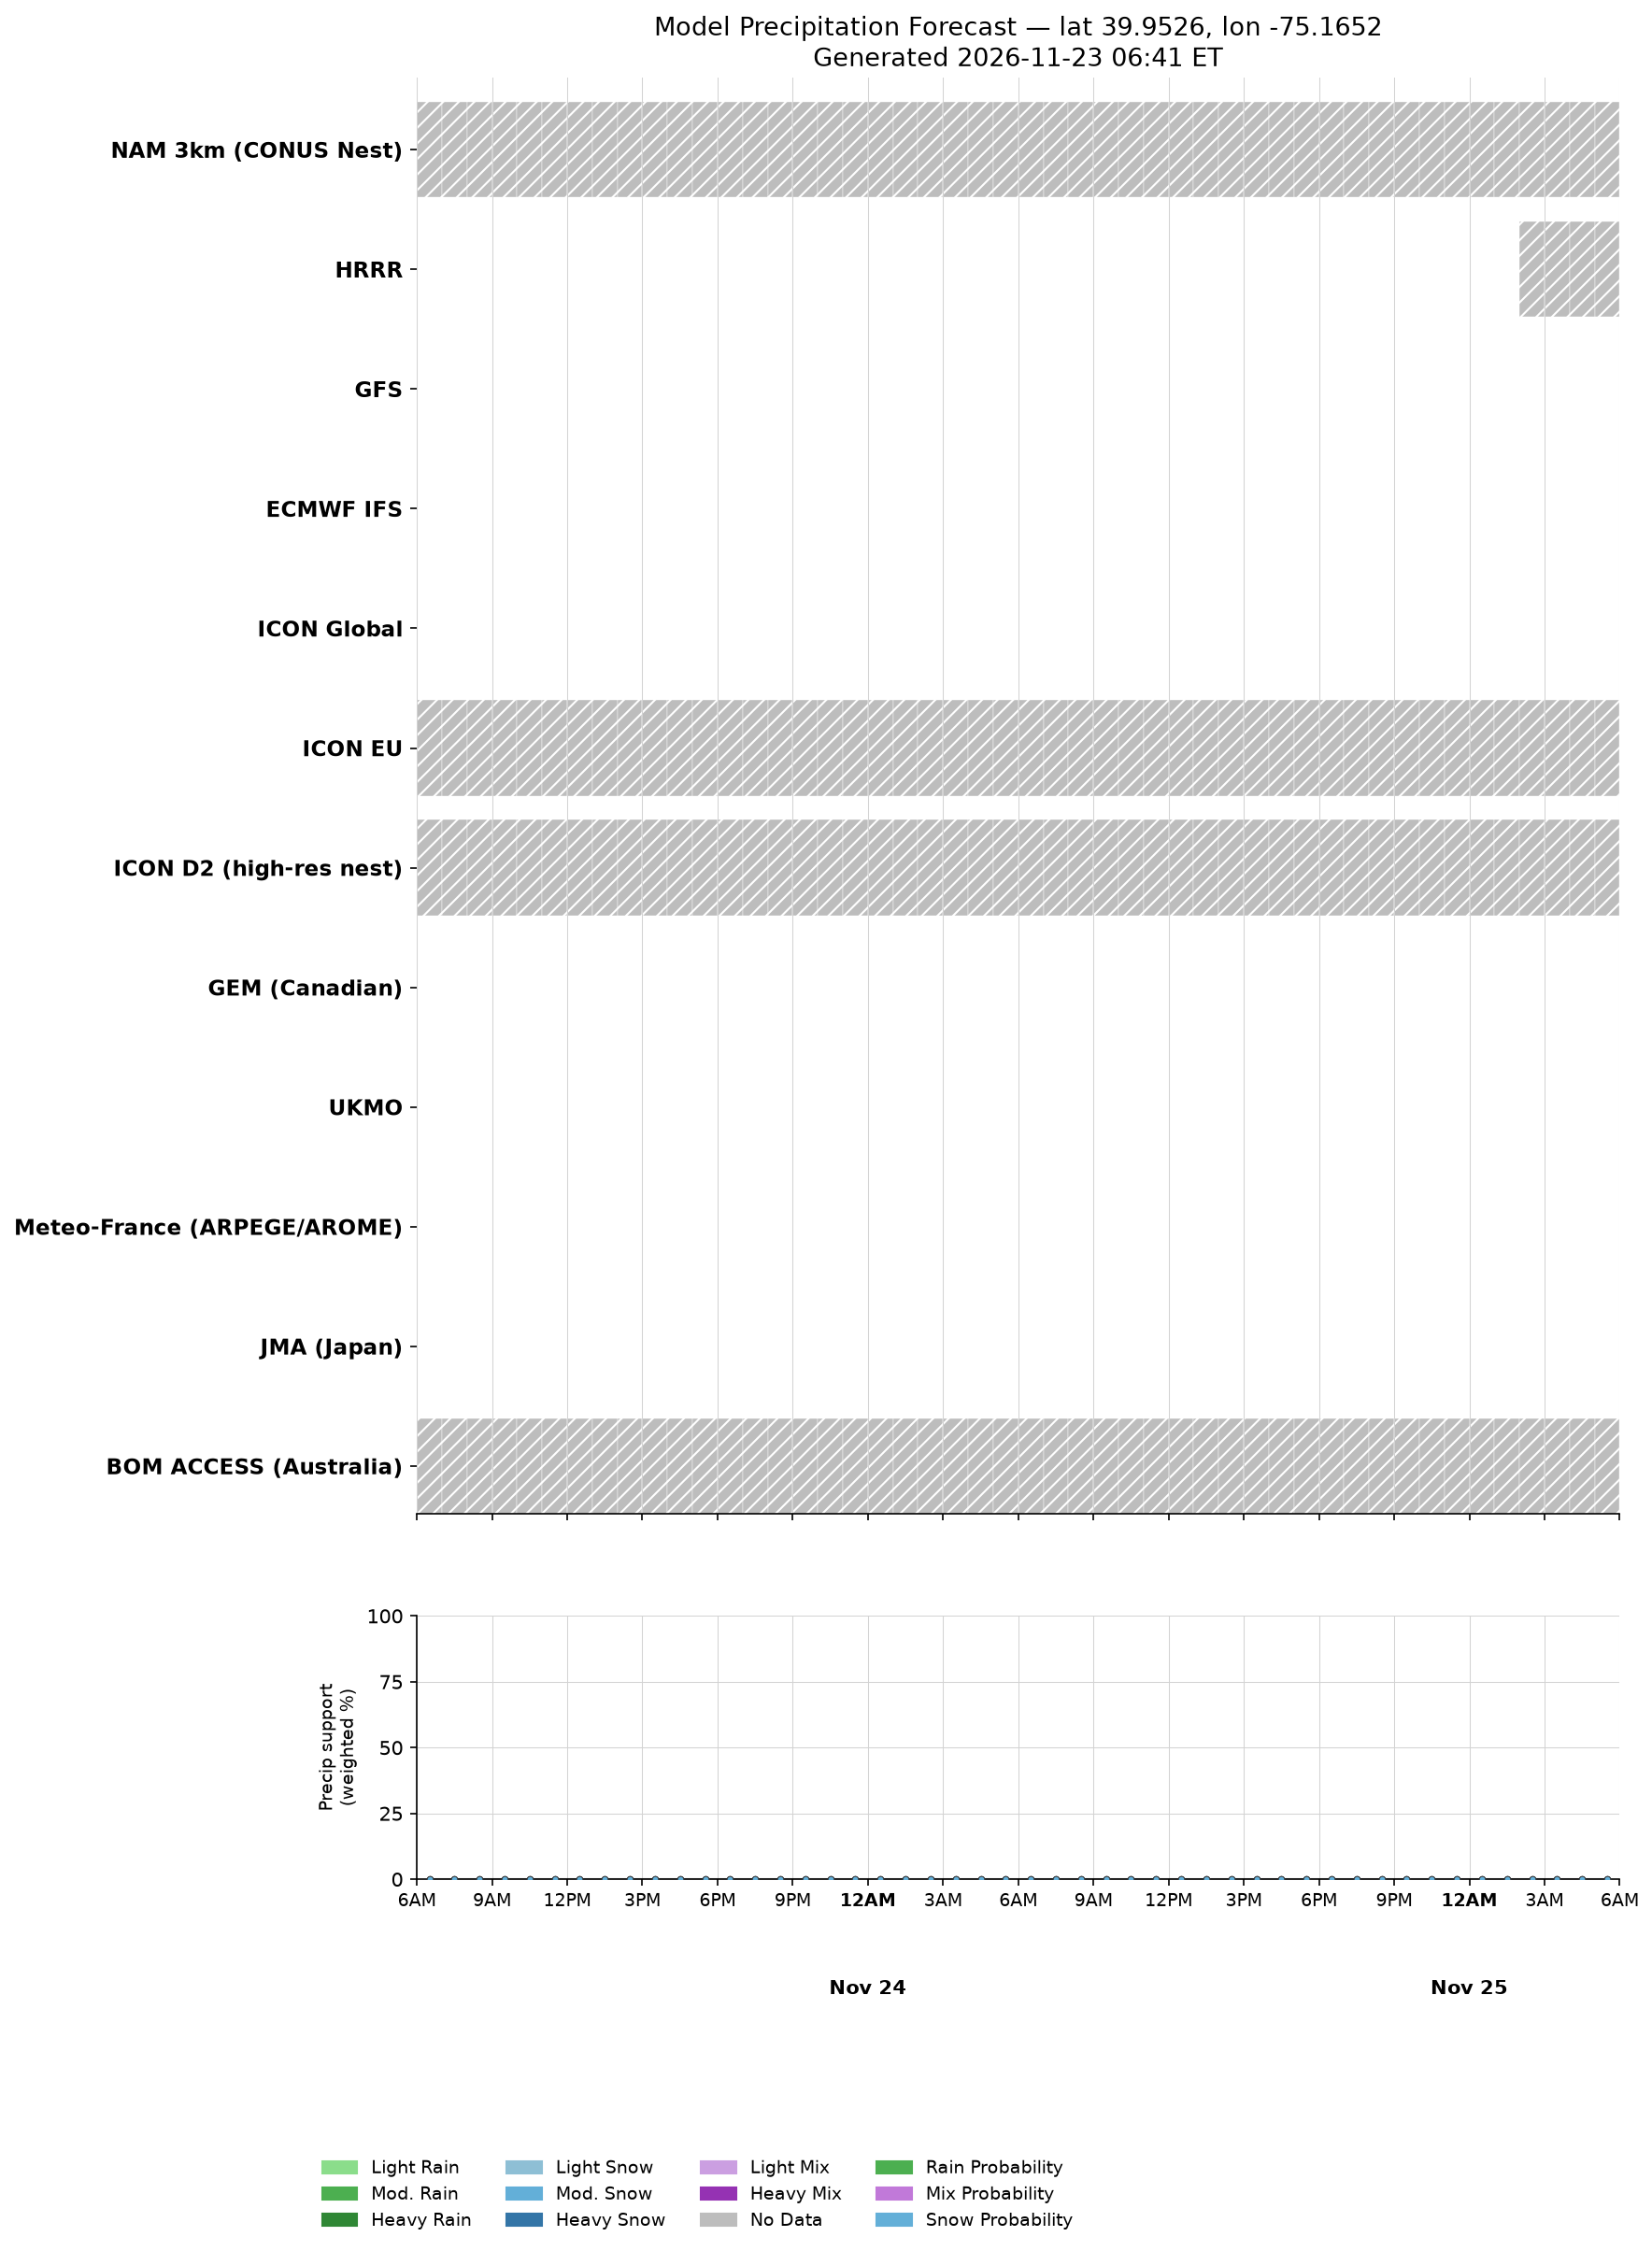 Model Precipitation Forecast — lat 39.9526, lon -75.1652
Generated 2026-11-23 06:41 ET
NAM 3km (CONUS Nest)
HRRR
GFS
ECMWF IFS
ICON Global
ICON EU
ICON D2 (high-res nest)
GEM (Canadian)
UKMO
Meteo-France (ARPEGE/AROME)
JMA (Japan)
BOM ACCESS (Australia)
Precip support
(weighted %)
100
75
50
25
0
6AM 9AM 12PM 3PM 6PM 9PM 12AM 3AM 6AM 9AM 12PM 3PM 6PM 9PM 12AM 3AM 6AM
Nov 24 Nov 25
Light Rain Light Snow Light Mix Rain Probability
Mod. Rain Mod. Snow Heavy Mix Mix Probability
Heavy Rain Heavy Snow No Data Snow Probability